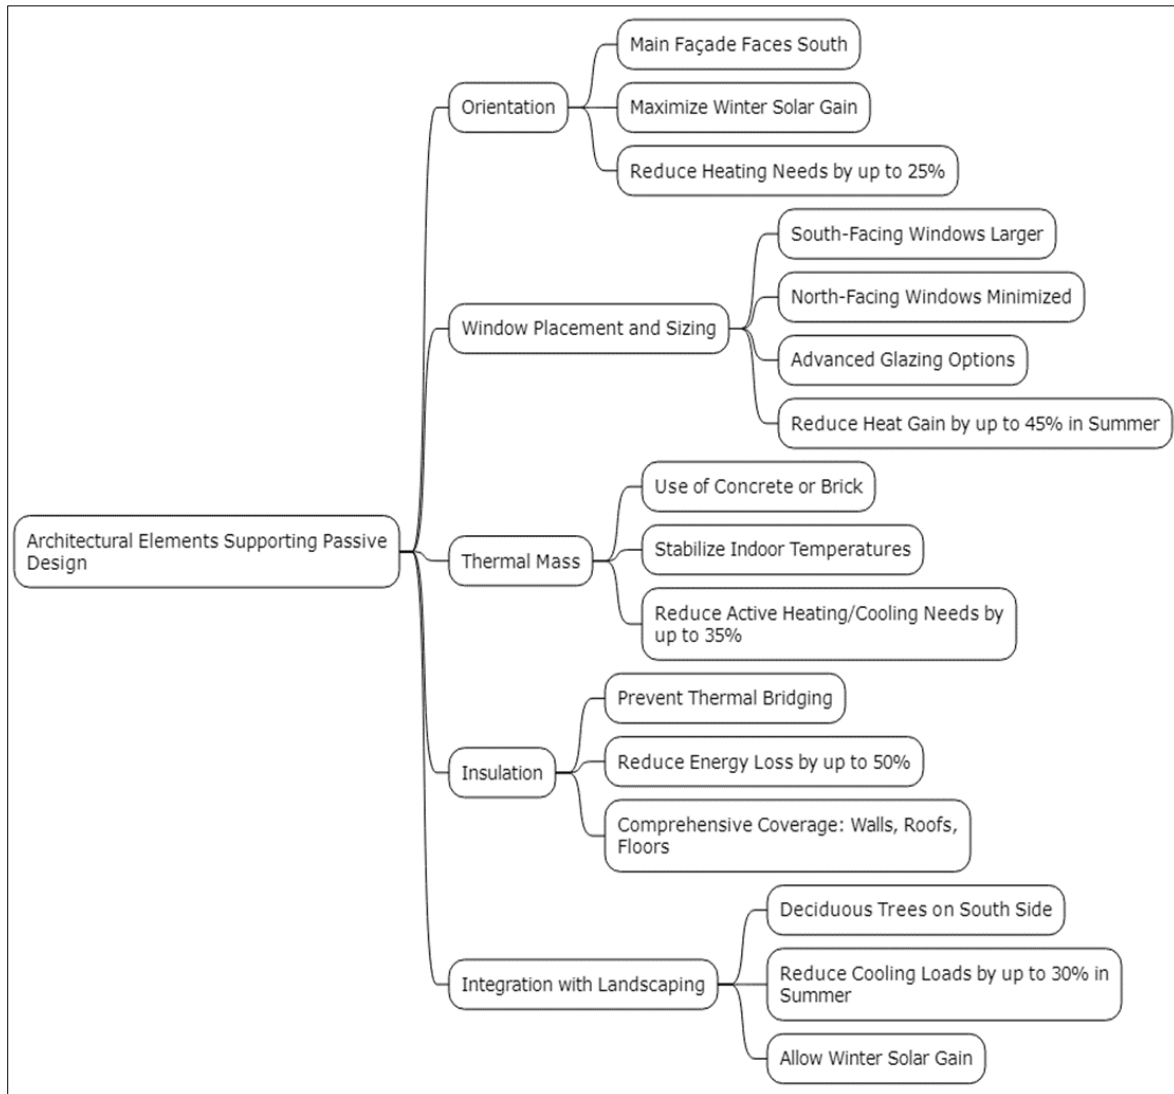 Main Façade Faces South
Orientation
Maximize Winter Solar Gain
Reduce Heating Needs by up to 25%
South-Facing Windows Larger
North-Facing Windows Minimized
Window Placement and Sizing
Advanced Glazing Options
Reduce Heat Gain by up to 45% in Summer
Use of Concrete or Brick
Architectural Elements Supporting Passive
Design
Stabilize Indoor Temperatures
Thermal Mass
Reduce Active Heating/Cooling Needs by
up to 35%
Prevent Thermal Bridging
Reduce Energy Loss by up to 50%
Insulation
Comprehensive Coverage: Walls, Roofs,
Floors
Deciduous Trees on South Side
Reduce Cooling Loads by up to 30% in
Summer
Integration with Landscaping
Allow Winter Solar Gain